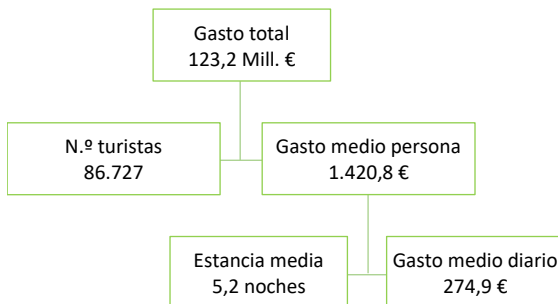 Gasto total
123,2 Mill. €
N.º turistas
86.727
Gasto medio persona
1.420,8 €
Estancia media
5,2 noches
Gasto medio diario
274,9 €